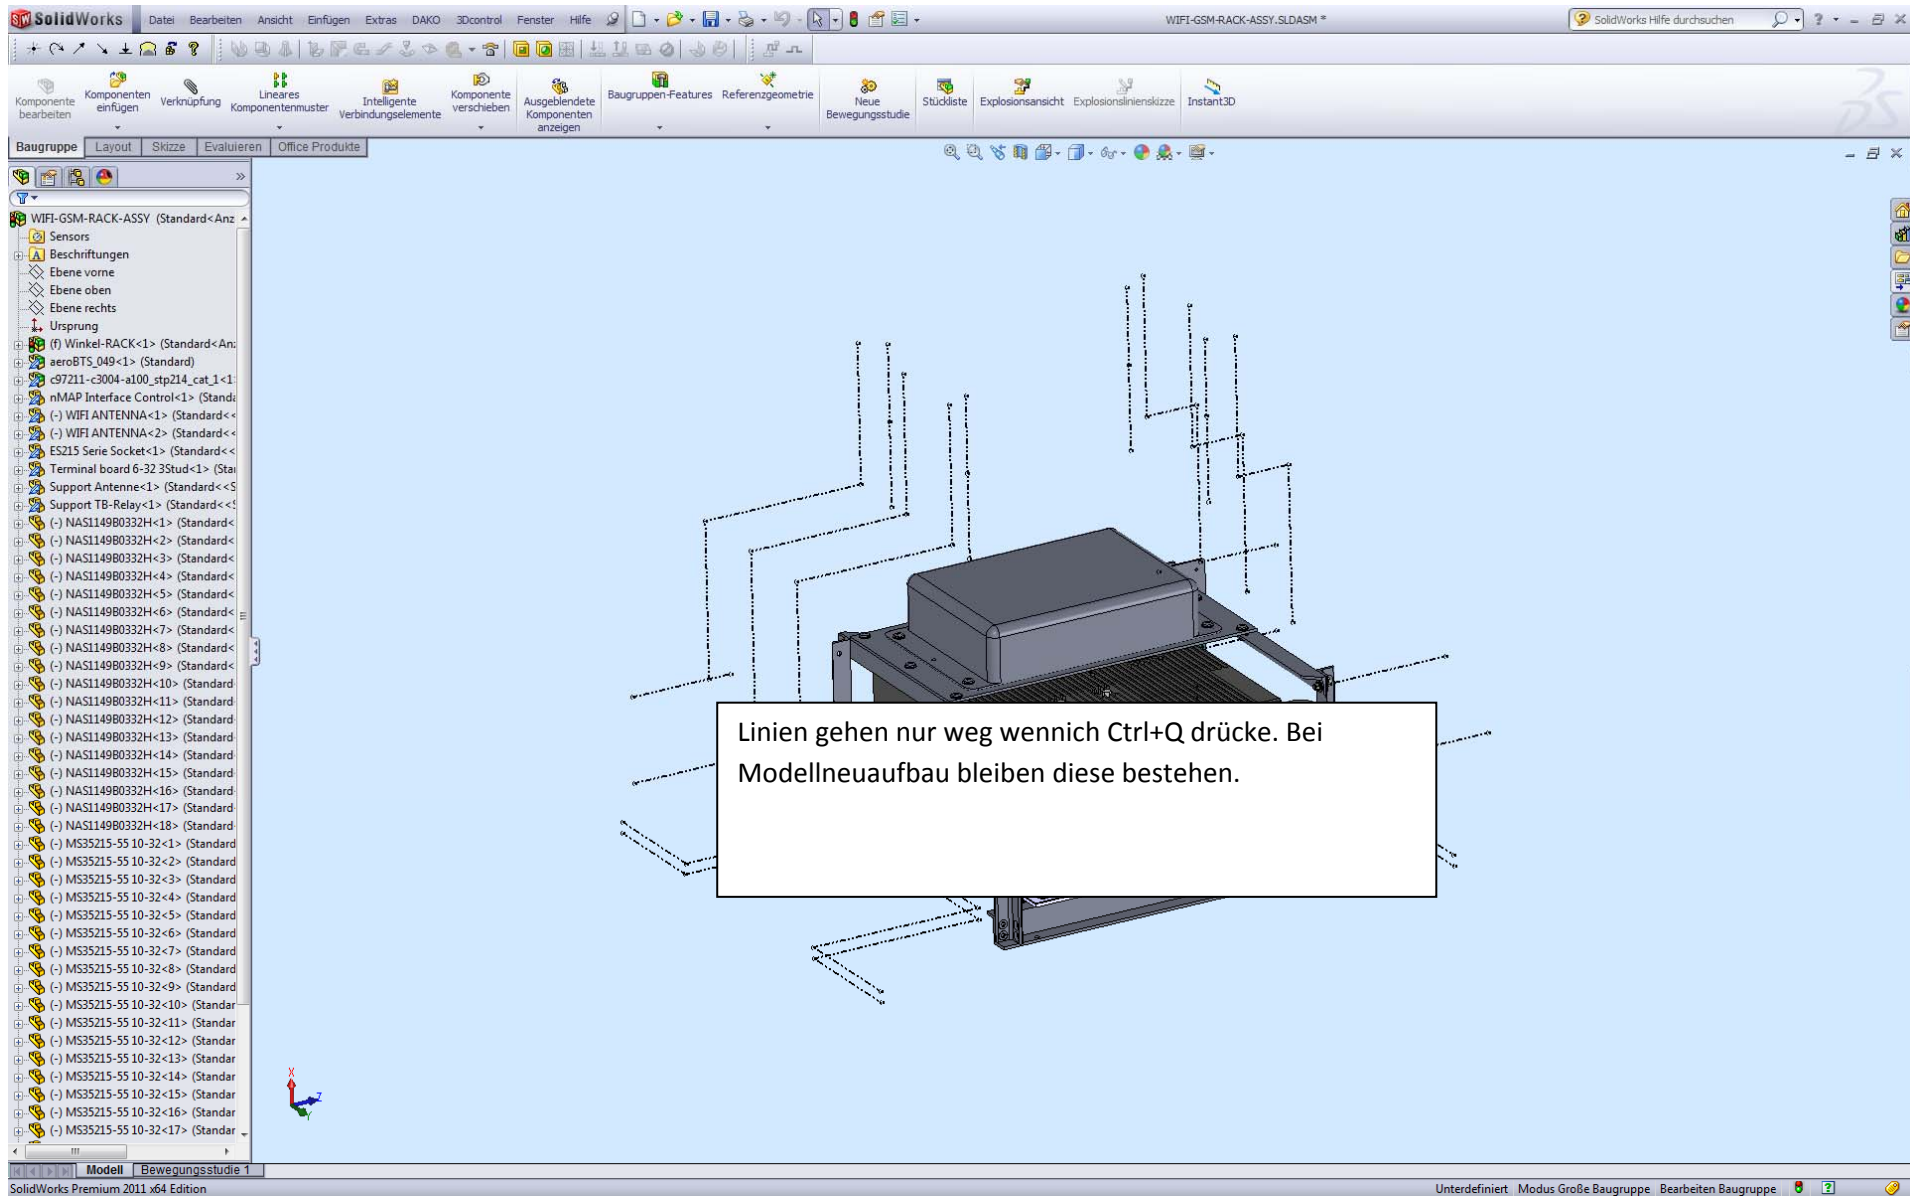 SolidWorks Datei Bearbeiten Ansicht Einfügen Extras DAKO 3Dcontrol Fenster Hilfe WIFI-GSM-RACK-ASSY.SLDASM * SolidWorks Hilfe durchsuchen
Komponente bearbeiten
Komponenten einfügen
Verknüpfung
Lineares Komponentenmuster
Intelligente Verbindungselemente
Komponente verschieben
Ausgeblendete Komponenten anzeigen
Baugruppen-Features
Referenzgeometrie
Neue Bewegungsstudie
Stückliste
Explosionsansicht
Explosionslinienskizze
Instant3D
Baugruppe Layout Skizze Evaluieren Office Produkte
WIFI-GSM-RACK-ASSY (Standard<Anz
Sensors
Beschriftungen
Ebene vorne
Ebene oben
Ebene rechts
Ursprung
(f) Winkel-RACK<1> (Standard<An:
aeroBTS_049<1> (Standard)
c97211-c3004-a100_stp214_cat_1<1
nMAP Interface Control<1> (Standa
(-) WIFI ANTENNA<1> (Standard<<
(-) WIFI ANTENNA<2> (Standard<<
ES215 Serie Socket<1> (Standard<<
Terminal board 6-32 3Stud<1> (Star
Support Antenne<1> (Standard<<S
Support TB-Relay<1> (Standard<<S
(-) NAS1149B0332H<1> (Standard<
(-) NAS1149B0332H<2> (Standard<
(-) NAS1149B0332H<3> (Standard<
(-) NAS1149B0332H<4> (Standard<
(-) NAS1149B0332H<5> (Standard<
(-) NAS1149B0332H<6> (Standard<
(-) NAS1149B0332H<7> (Standard<
(-) NAS1149B0332H<8> (Standard<
(-) NAS1149B0332H<9> (Standard<
(-) NAS1149B0332H<10> (Standard
(-) NAS1149B0332H<11> (Standard
(-) NAS1149B0332H<12> (Standard
(-) NAS1149B0332H<13> (Standard
(-) NAS1149B0332H<14> (Standard
(-) NAS1149B0332H<15> (Standard
(-) NAS1149B0332H<16> (Standard
(-) NAS1149B0332H<17> (Standard
(-) NAS1149B0332H<18> (Standard
(-) MS35215-55 10-32<1> (Standard
(-) MS35215-55 10-32<2> (Standard
(-) MS35215-55 10-32<3> (Standard
(-) MS35215-55 10-32<4> (Standard
(-) MS35215-55 10-32<5> (Standard
(-) MS35215-55 10-32<6> (Standard
(-) MS35215-55 10-32<7> (Standard
(-) MS35215-55 10-32<8> (Standard
(-) MS35215-55 10-32<9> (Standard
(-) MS35215-55 10-32<10> (Standar
(-) MS35215-55 10-32<11> (Standar
(-) MS35215-55 10-32<12> (Standar
(-) MS35215-55 10-32<13> (Standar
(-) MS35215-55 10-32<14> (Standar
(-) MS35215-55 10-32<15> (Standar
(-) MS35215-55 10-32<16> (Standar
(-) MS35215-55 10-32<17> (Standar
Linien gehen nur weg wennich Ctrl+Q drücke. Bei
Modellneuaufbau bleiben diese bestehen.
X
Z
Y
Modell Bewegungsstudie 1
SolidWorks Premium 2011 x64 Edition Unterdefiniert Modus Große Baugruppe Bearbeiten Baugruppe